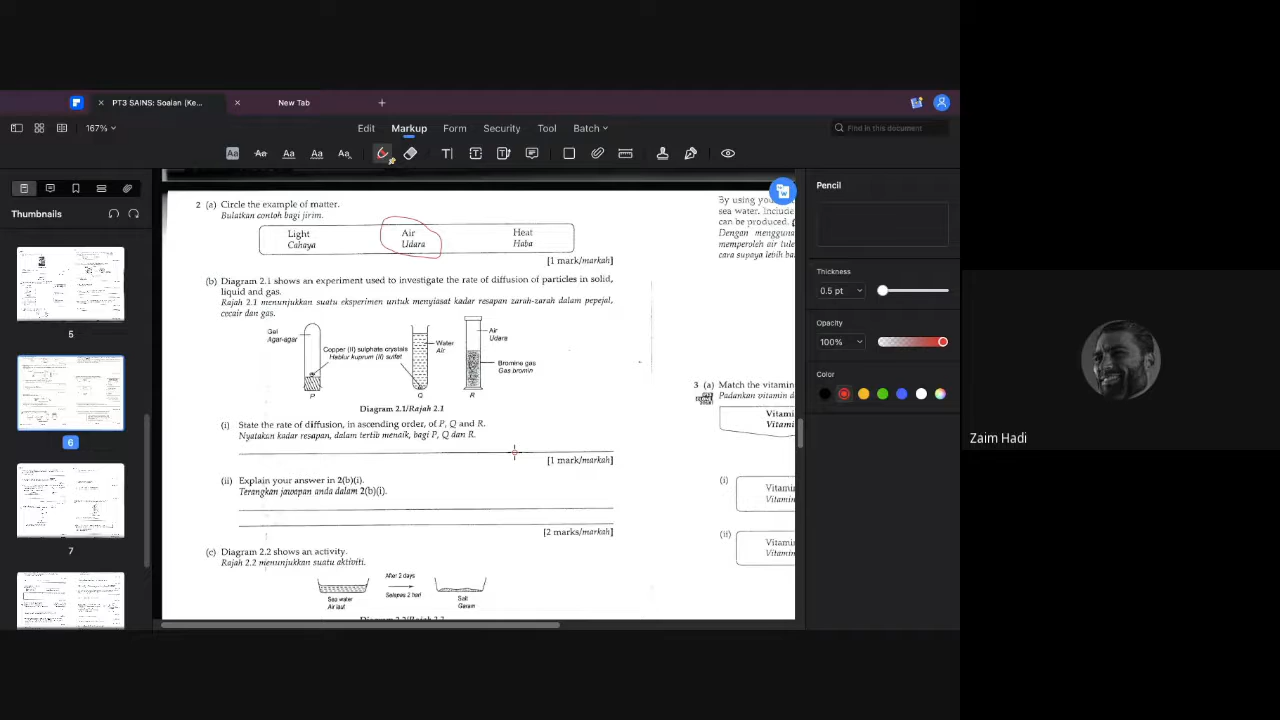 PT3 SAINS: Soalan (Ke...
New Tab
167%
Edit Markup Form Security Tool Batch
Find in this document
Thumbnails
5
6
7
2 (a) Circle the example of matter.
Bulatkan contoh bagi jirim.
Light Air Heat
Cahaya Udara Haba
[1 mark/markah]
(b) Diagram 2.1 shows an experiment used to investigate the rate of diffusion of particles in solid,
liquid and gas.
Rajah 2.1 menunjukkan suatu eksperimen untuk menyiasat kadar resapan zarah-zarah dalam pepejal,
cecair dan gas.
Gel
Agar-agar
Copper (II) sulphate crystals
Hablur kuprum (II) sulfat
Water
Air
Air
Udara
Bromine gas
Gas bromin
P Q R
Diagram 2.1/Rajah 2.1
(i) State the rate of diffusion, in ascending order, of P, Q and R.
Nyatakan kadar resapan, dalam tertib menaik, bagi P, Q dan R.
[1 mark/markah]
(ii) Explain your answer in 2(b)(i).
Terangkan jawapan anda dalam 2(b)(i).
[2 marks/markah]
(c) Diagram 2.2 shows an activity.
Rajah 2.2 menunjukkan suatu aktiviti.
After 2 days
Selepas 2 hari
Sea water
Air laut
Salt
Garam
Diagram 2.2/Rajah 2.2
By using you
sea water. Include
can be produced.
Dengan mengguna
memperoleh air tule
cara supaya lebih ba
3 (a) Match the vitamin
Padankan vitamin d
Vitami
Vitami
(i) Vitami
Vitamin
(ii) Vitami
Vitamin
Pencil
Thickness
0.5 pt
Opacity
100%
Color
Zaim Hadi